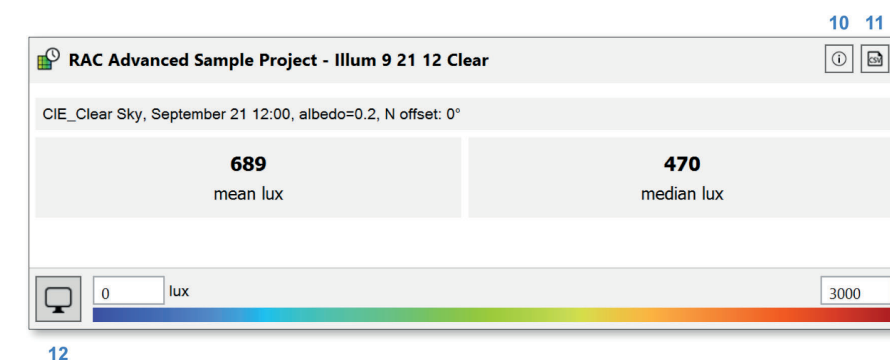 10 11
RAC Advanced Sample Project - Illum 9 21 12 Clear
CSV
CIE_Clear Sky, September 21 12:00, albedo=0.2, N offset: 0°
689
mean lux
470
median lux
0 lux 3000
12